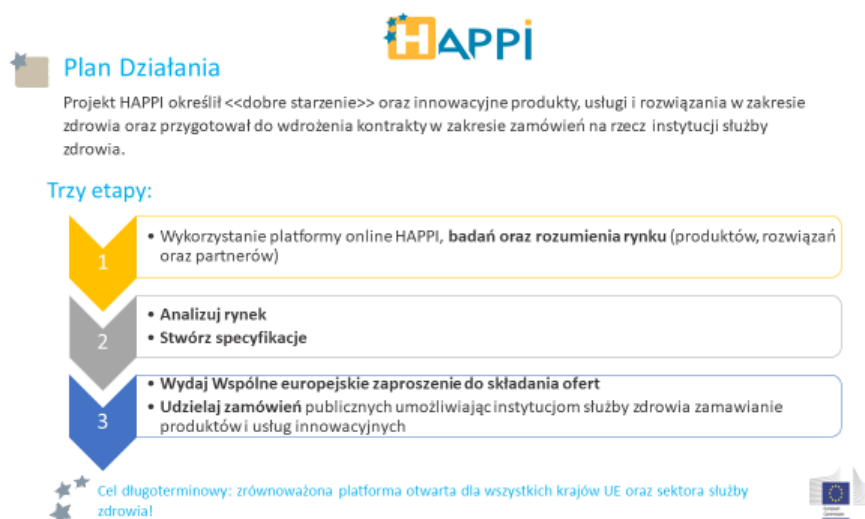 HAPPI
Plan Działania
Projekt HAPPI określił <<dobre starzenie>> oraz innowacyjne produkty, usługi i rozwiązania w zakresie
zdrowia oraz przygotował do wdrożenia kontrakty w zakresie zamówień na rzecz instytucji służby
zdrowia.
Trzy etapy:
1
• Wykorzystanie platformy online HAPPI, badań oraz rozumienia rynku (produktów, rozwiązań
oraz partnerów)
2
• Analizuj rynek
• Stwórz specyfikacje
3
• Wydaj Wspólne europejskie zaproszenie do składania ofert
• Udzielaj zamówień publicznych umożliwiając instytucjom służby zdrowia zamawianie
produktów i usług innowacyjnych
Cel długoterminowy: zrównoważona platforma otwarta dla wszystkich krajów UE oraz sektora służby
zdrowia!
European
Commission